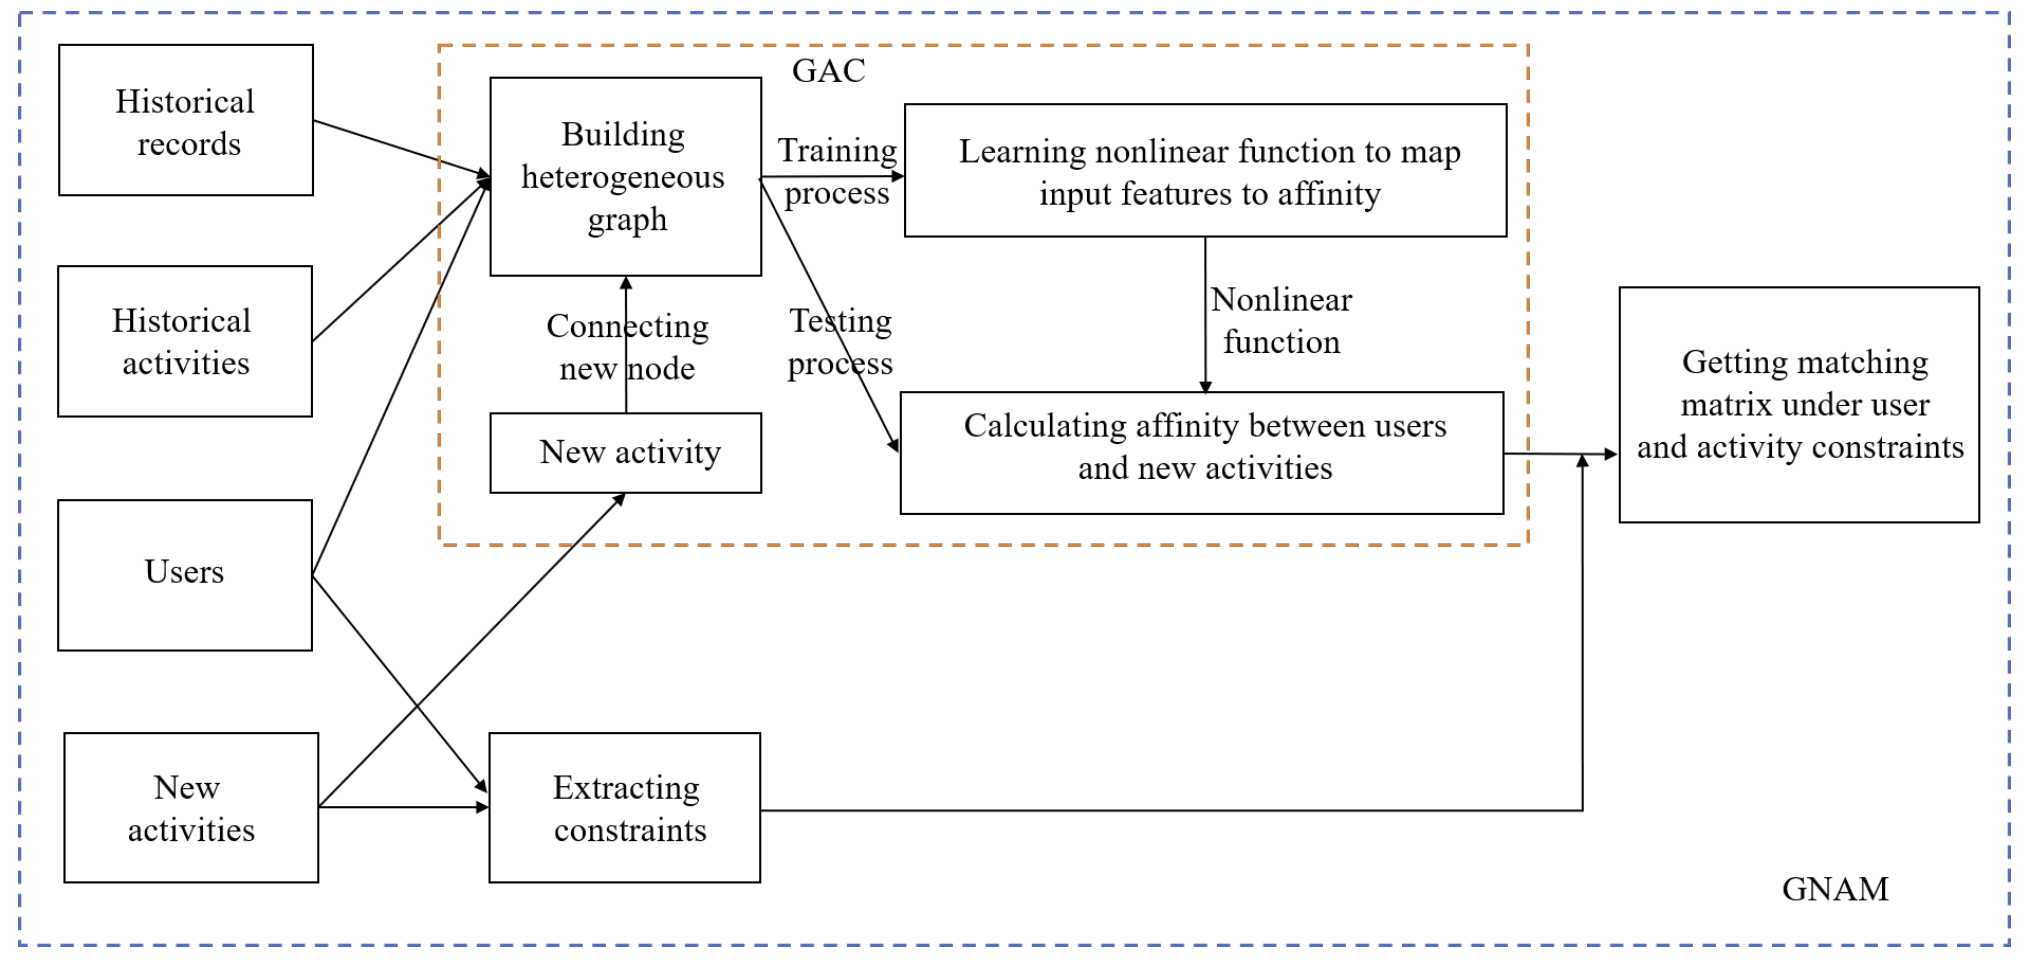 Historical
records
Historical
activities
Users
New
activities
GAC
Building
heterogeneous
graph
Connecting
new node
New activity
Training
process
Testing
process
Learning nonlinear function to map
input features to affinity
Nonlinear
function
Calculating affinity between users
and new activities
Extracting
constraints
Getting matching
matrix under user
and activity constraints
GNAM